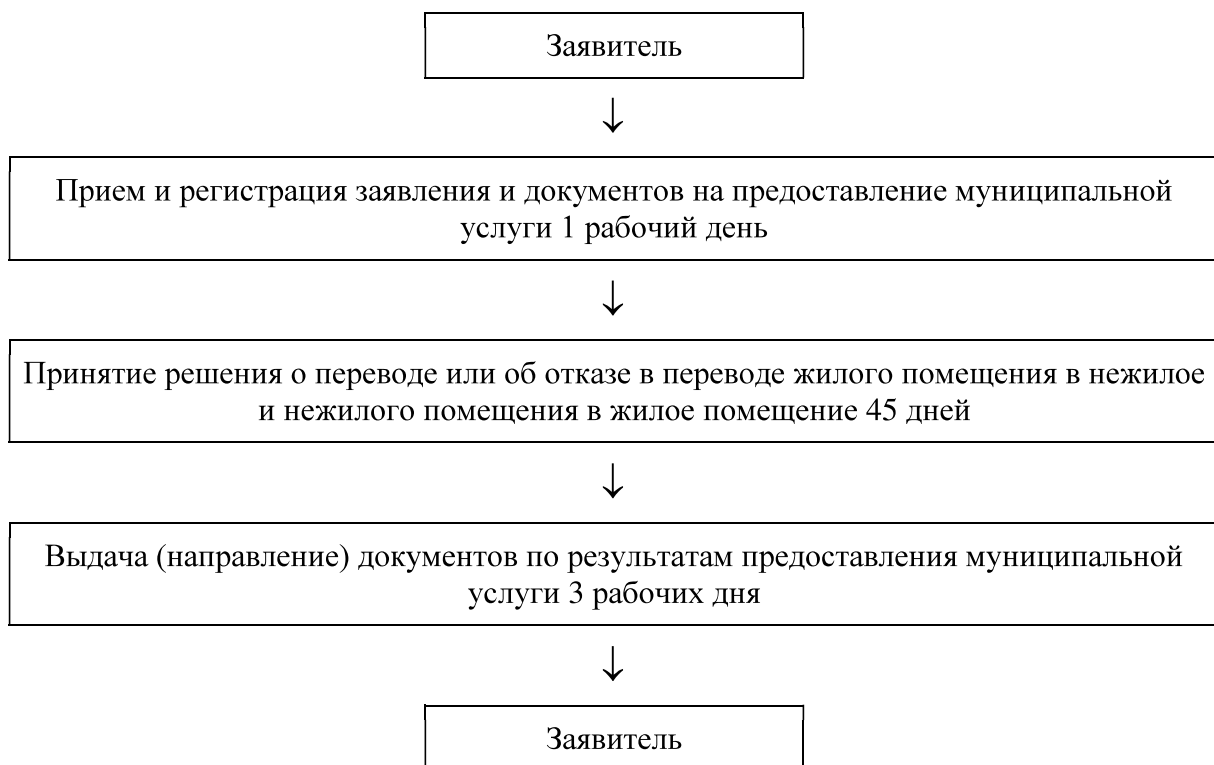 Заявитель
↓
Прием и регистрация заявления и документов на предоставление муниципальной
услуги 1 рабочий день
↓
Принятие решения о переводе или об отказе в переводе жилого помещения в нежилое
и нежилого помещения в жилое помещение 45 дней
↓
Выдача (направление) документов по результатам предоставления муниципальной
услуги 3 рабочих дня
↓
Заявитель